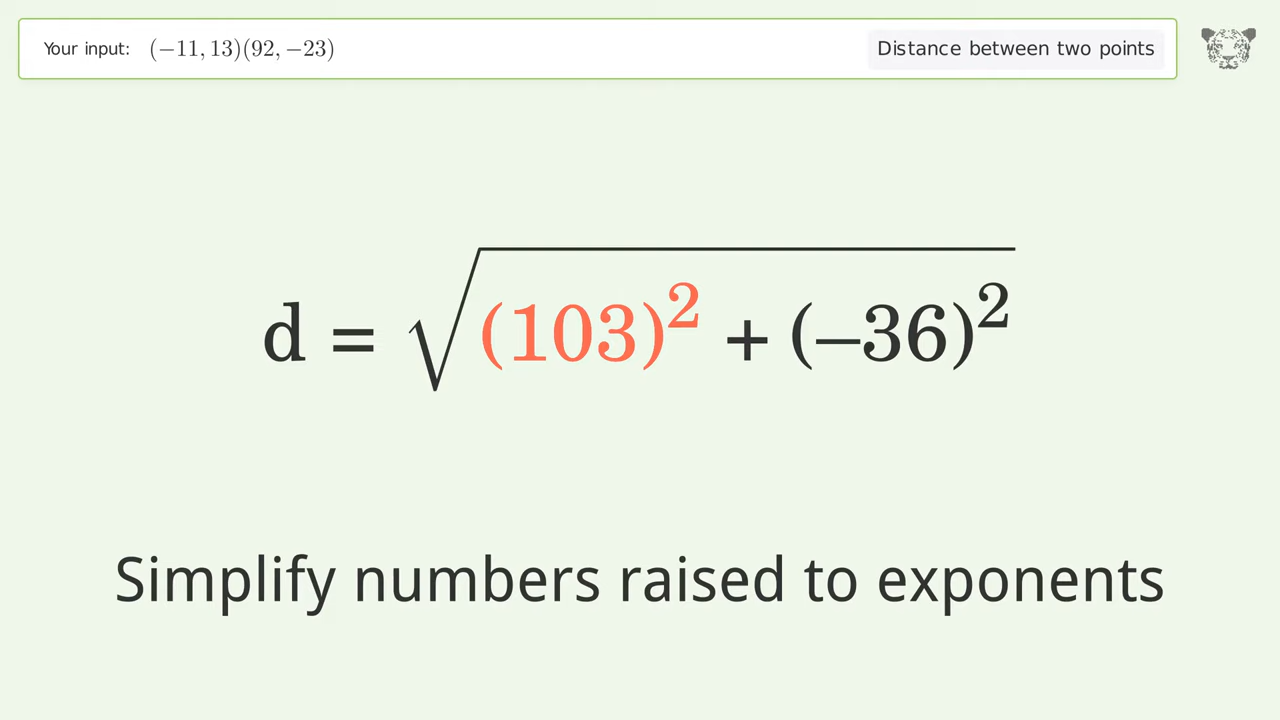 Your input: (−11, 13)(92, −23)
Distance between two points
d = √(103)² + (−36)²
Simplify numbers raised to exponents